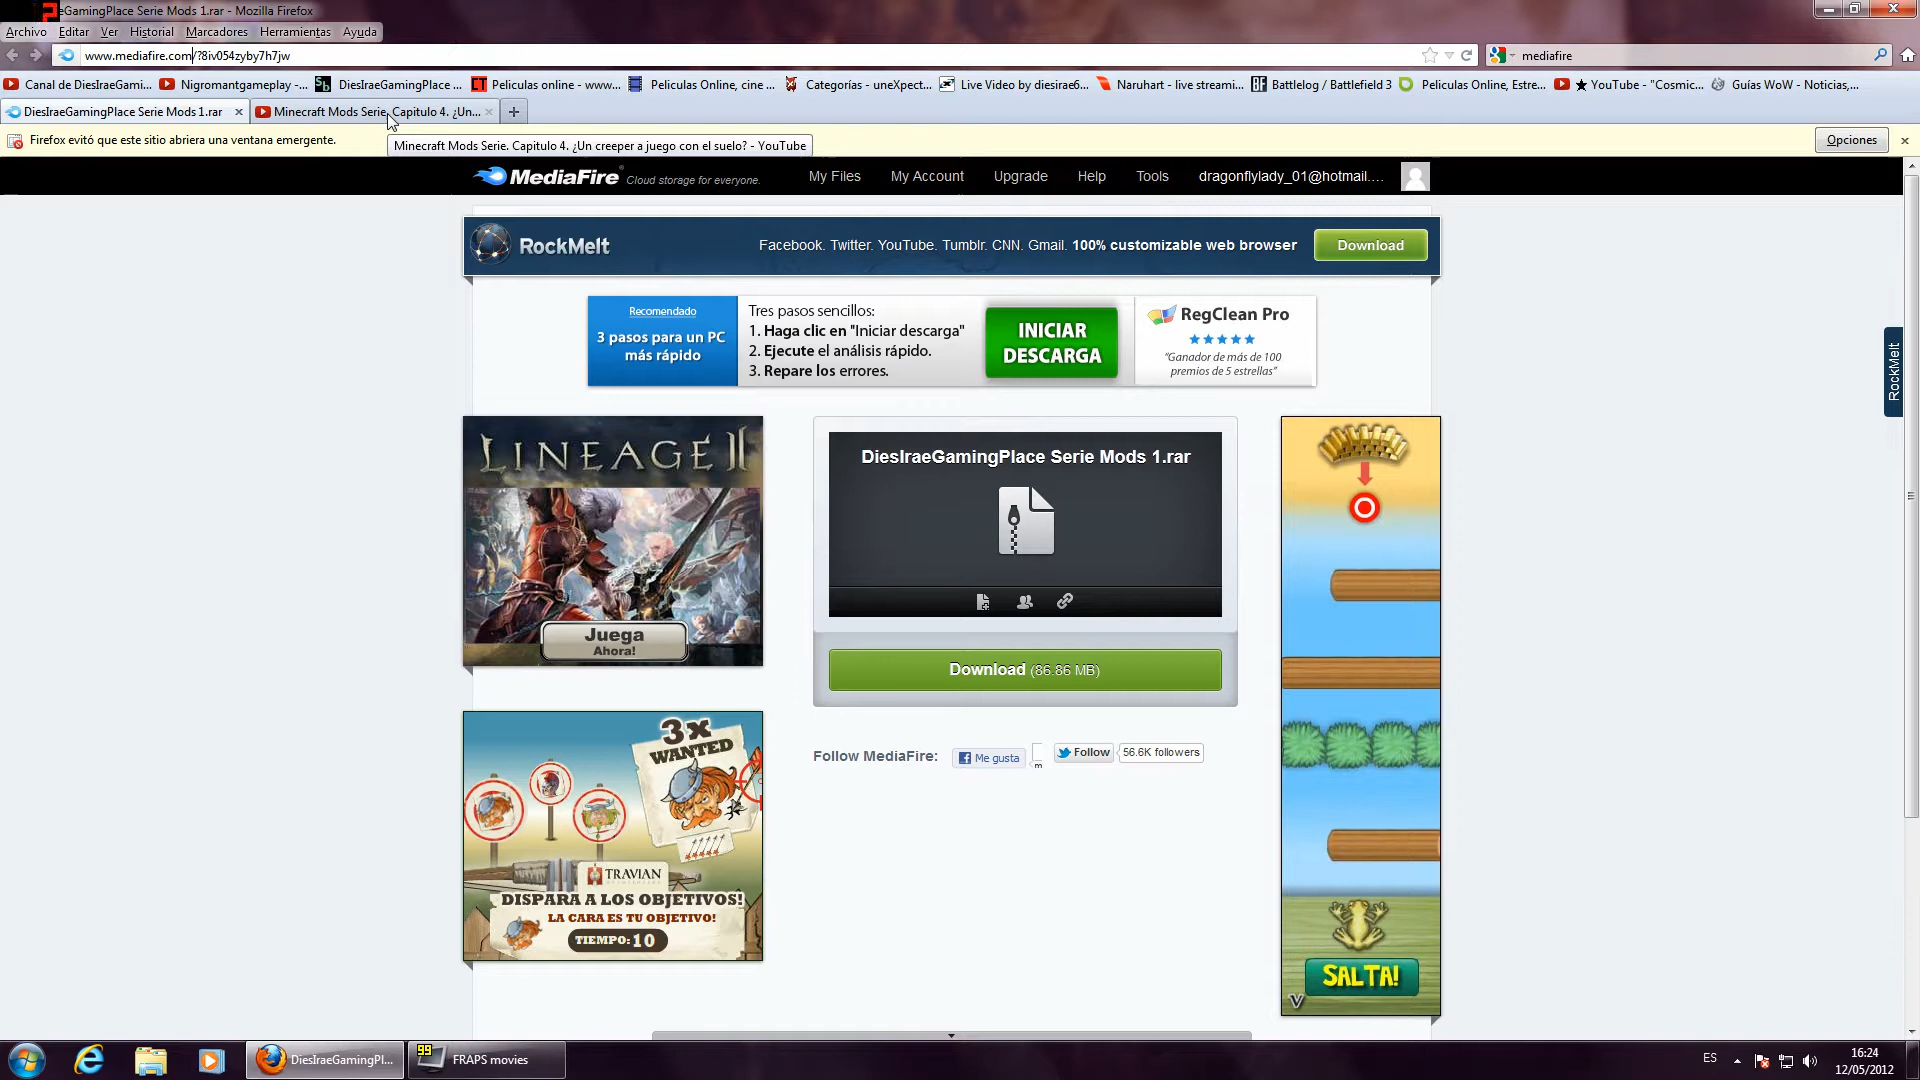 eGamingPlace Serie Mods 1.rar - Mozilla Firefox
Archivo Editar Ver Historial Marcadores Herramientas Ayuda
www.mediafire.com/?8iv054zyby7h7jw
mediafire
Canal de DiesIraeGami... Nigromantgameplay -... DiesIraeGamingPlace ... Peliculas online - www... Peliculas Online, cine ... Categorías - uneXpect... Live Video by diesirae6... Naruhart - live streami... Battlelog / Battlefield 3 Peliculas Online, Estre... ★ YouTube - "Cosmic... Guías WoW - Noticias,...
DiesIraeGamingPlace Serie Mods 1.rar
Minecraft Mods Serie. Capitulo 4. ¿Un...
Firefox evitó que este sitio abriera una ventana emergente.
Opciones
Minecraft Mods Serie. Capitulo 4. ¿Un creeper a juego con el suelo? - YouTube
MediaFire Cloud storage for everyone.
My Files My Account Upgrade Help Tools dragonflylady_01@hotmail....
RockMelt
Facebook. Twitter. YouTube. Tumblr. CNN. Gmail. 100% customizable web browser
Download
Recomendado
3 pasos para un PC
más rápido
Tres pasos sencillos:
1. Haga clic en "Iniciar descarga"
2. Ejecute el análisis rápido.
3. Repare los errores.
INICIAR
DESCARGA
RegClean Pro
"Ganador de más de 100
premios de 5 estrellas"
RockMelt
LINEAGE II
Juega
Ahora!
DiesIraeGamingPlace Serie Mods 1.rar
Download (86.86 MB)
Follow MediaFire:
Me gusta
m
Follow
56.6K followers
3x
WANTED
TRAVIAN
DISPARA A LOS OBJETIVOS!
LA CARA ES TU OBJETIVO!
TIEMPO: 10
SALTA!
V
DiesIraeGamingPl...
99
FRAPS movies
ES
16:24
12/05/2012